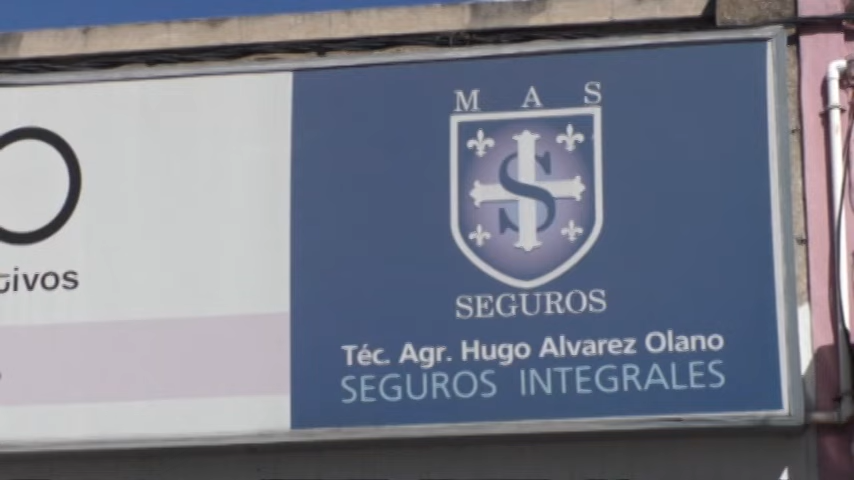 M A S
S
SEGUROS
Téc. Agr. Hugo Alvarez Olano
SEGUROS INTEGRALES